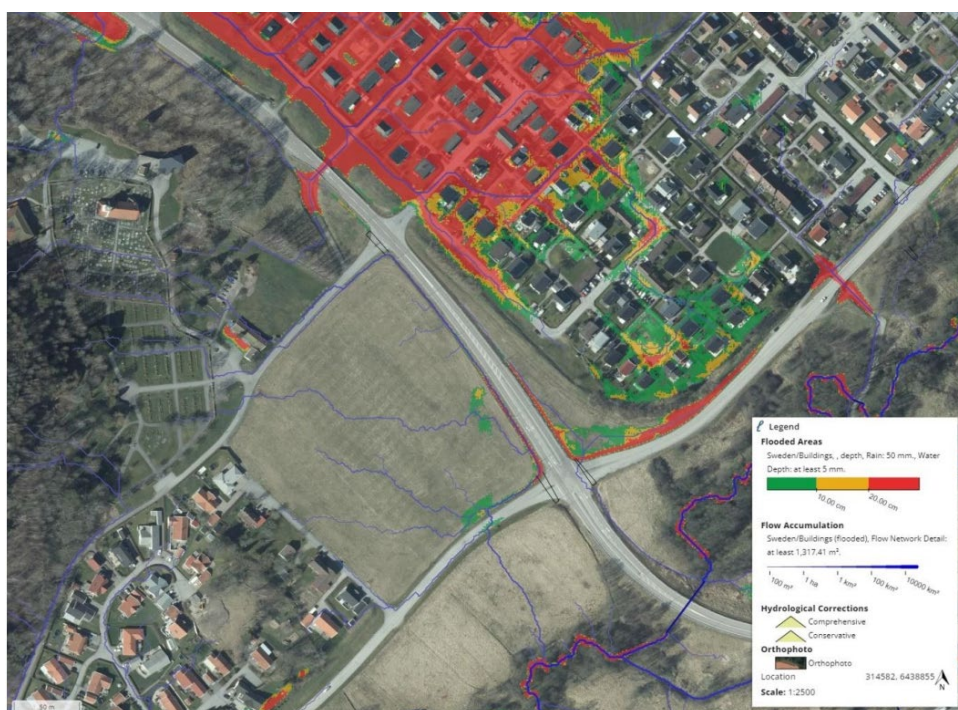 Legend
Flooded Areas
Sweden/Buildings, , depth, Rain: 50 mm., Water
Depth: at least 5 mm.
10.00 cm
20.00 cm
Flow Accumulation
Sweden/Buildings (flooded), Flow Network Detail:
at least 1,317.41 m².
100 m²
1 ha
1 km²
100 km²
10000 km²
Hydrological Corrections
Comprehensive
Conservative
Orthophoto
Orthophoto
Location
314582, 6438855
Scale: 1:2500
N
50 m